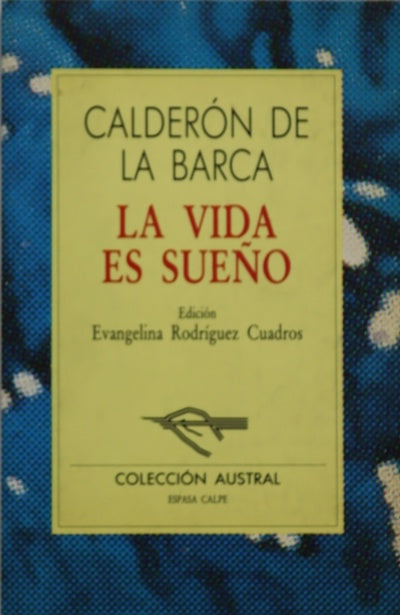 CALDERÓN DE
LA BARCA
LA VIDA
ES SUEÑO
Edición
Evangelina Rodríguez Cuadros
COLECCIÓN AUSTRAL
ESPASA CALPE